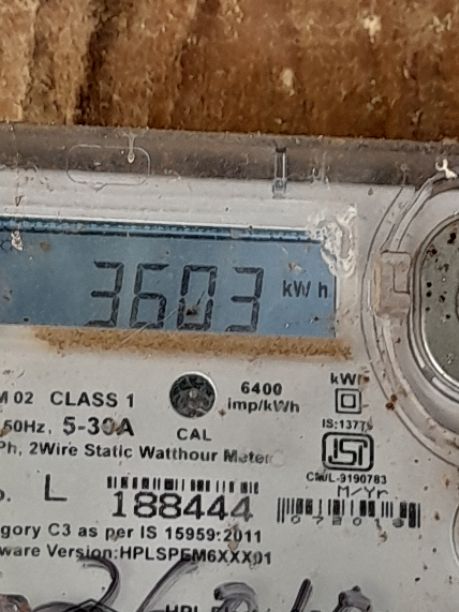 3603 kWh
M 02 CLASS 1
50Hz, 5-30A
6400
imp/kWh
CAL
kWh
IS:13779
ISI
CM/L-9190783
Ph, 2Wire Static Watthour Meter
L 188444
M/Yr
gory C3 as per IS 15959:2011
ware Version:HPLSPEM6XXX01